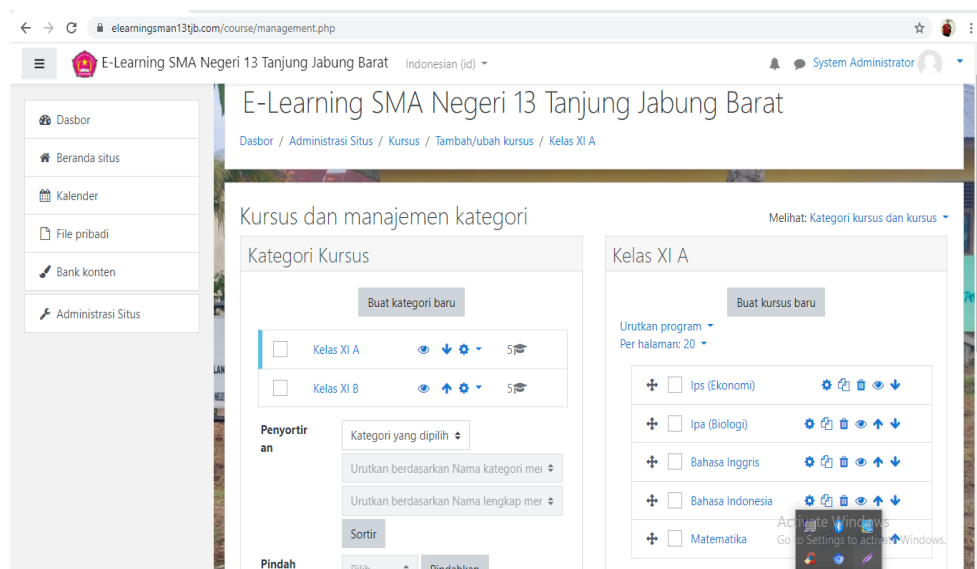 elearningsman13tjb.com/course/management.php
E-Learning SMA Negeri 13 Tanjung Jabung Barat
Indonesian (id)
System Administrator
Dasbor
Beranda situs
Kalender
File pribadi
Bank konten
Administrasi Situs
E-Learning SMA Negeri 13 Tanjung Jabung Barat
Dasbor / Administrasi Situs / Kursus / Tambah/ubah kursus / Kelas XI A
Kursus dan manajemen kategori
Melihat: Kategori kursus dan kursus
Kategori Kursus
Buat kategori baru
Kelas XI A 5
Kelas XI B 5
Penyortir
an
Kategori yang dipilih
Urutkan berdasarkan Nama kategori
Urutkan berdasarkan Nama lengkap
Sortir
Pindah
Pilih
Pindahkan
Kelas XI A
Buat kursus baru
Urutkan program
Per halaman: 20
Ips (Ekonomi)
Ipa (Biologi)
Bahasa Inggris
Bahasa Indonesia
Matematika
Activate Windows
Go to Settings to activate Windows.